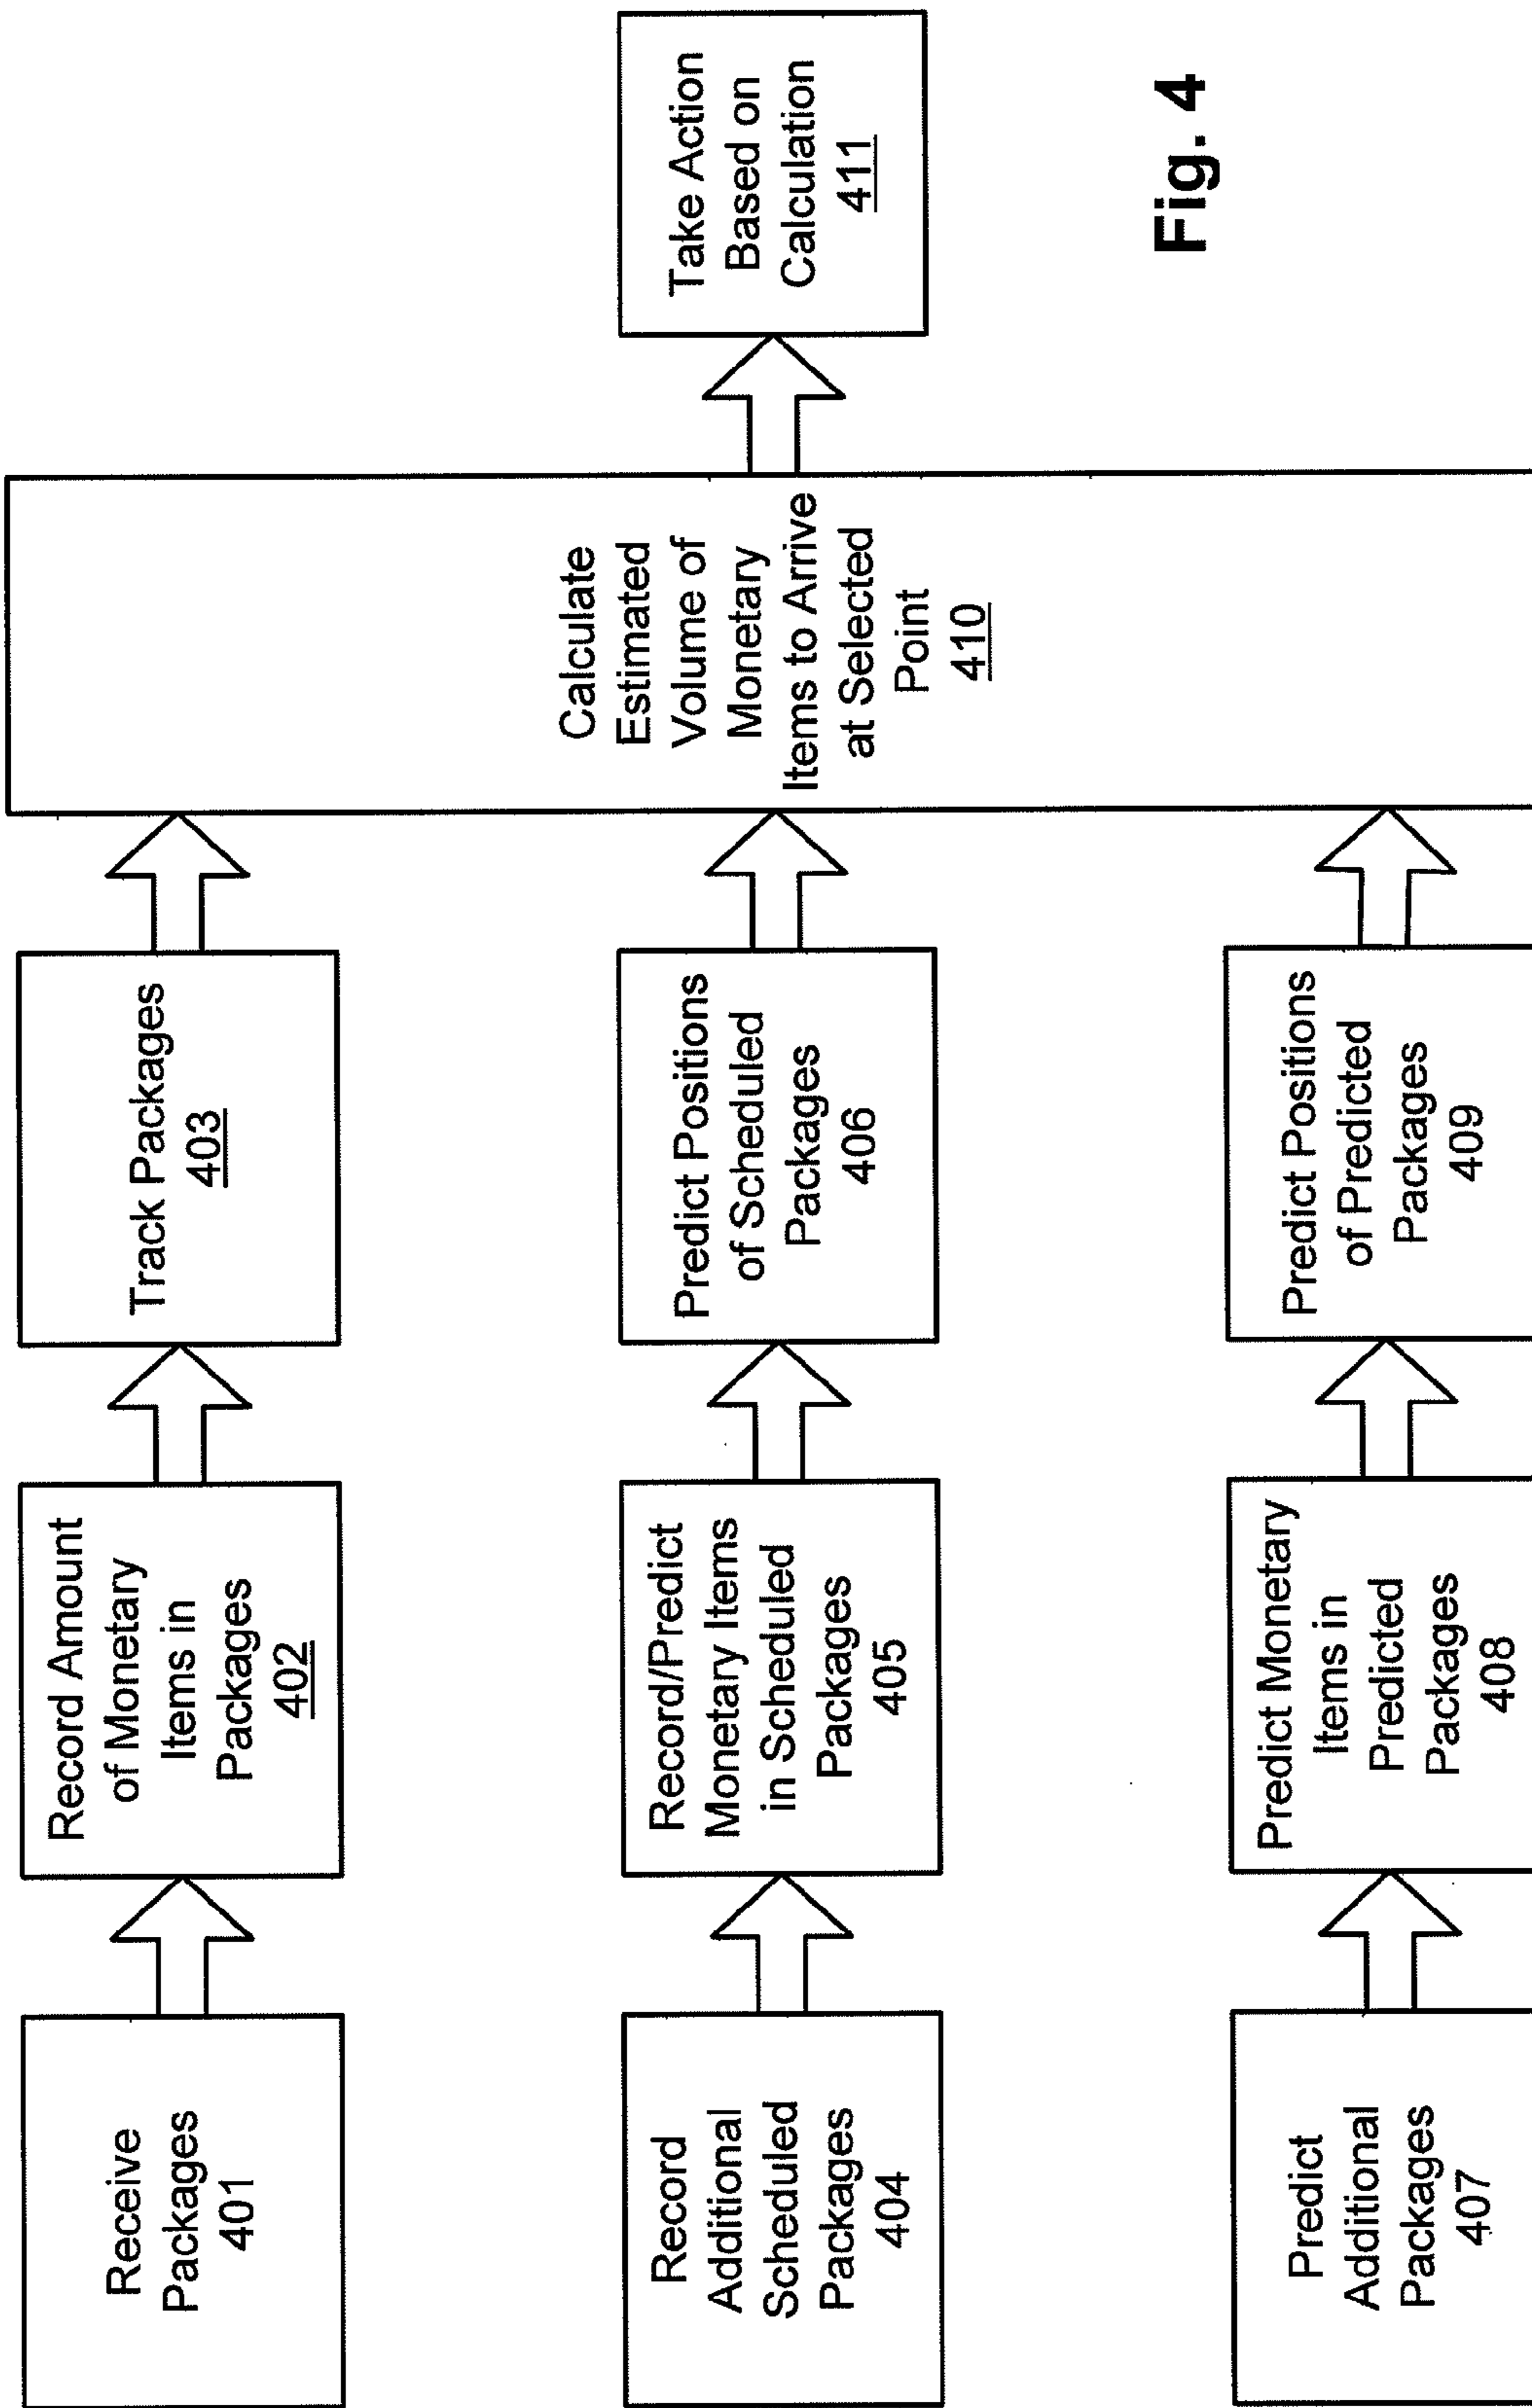 Receive
Packages
401
Record Amount
of Monetary
Items in
Packages
402
Track Packages
403
Record
Additional
Scheduled
Packages
404
Record/Predict
Monetary Items
in Scheduled
Packages
405
Predict Positions
of Scheduled
Packages
406
Predict
Additional
Packages
407
Predict Monetary
Items in
Predicted
Packages
408
Predict Positions
of Predicted
Packages
409
Calculate
Estimated
Volume of
Monetary
Items to Arrive
at Selected
Point
410
Take Action
Based on
Calculation
411
Fig. 4